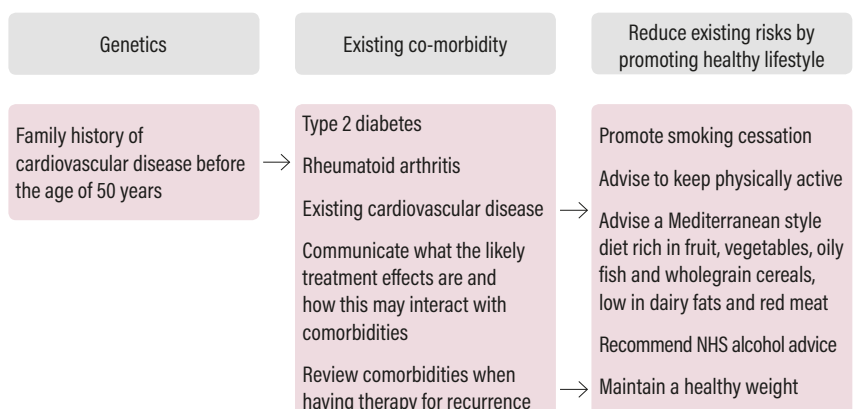 Genetics
Existing co-morbidity
Reduce existing risks by
promoting healthy lifestyle
Family history of
cardiovascular disease before
the age of 50 years
Type 2 diabetes
Rheumatoid arthritis
Existing cardiovascular disease
Communicate what the likely
treatment effects are and
how this may interact with
comorbidities
Review comorbidities when
having therapy for recurrence
Promote smoking cessation
Advise to keep physically active
Advise a Mediterranean style
diet rich in fruit, vegetables, oily
fish and wholegrain cereals,
low in dairy fats and red meat
Recommend NHS alcohol advice
Maintain a healthy weight